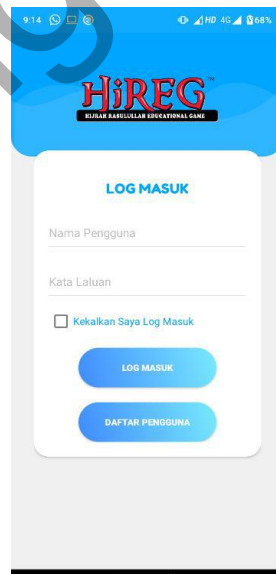 9:14 HD 4G 68%
HiREG™
HIJRAH RASULULLAH EDUCATIONAL GAME
LOG MASUK
Nama Pengguna
Kata Laluan
Kekalkan Saya Log Masuk
LOG MASUK
DAFTAR PENGGUNA